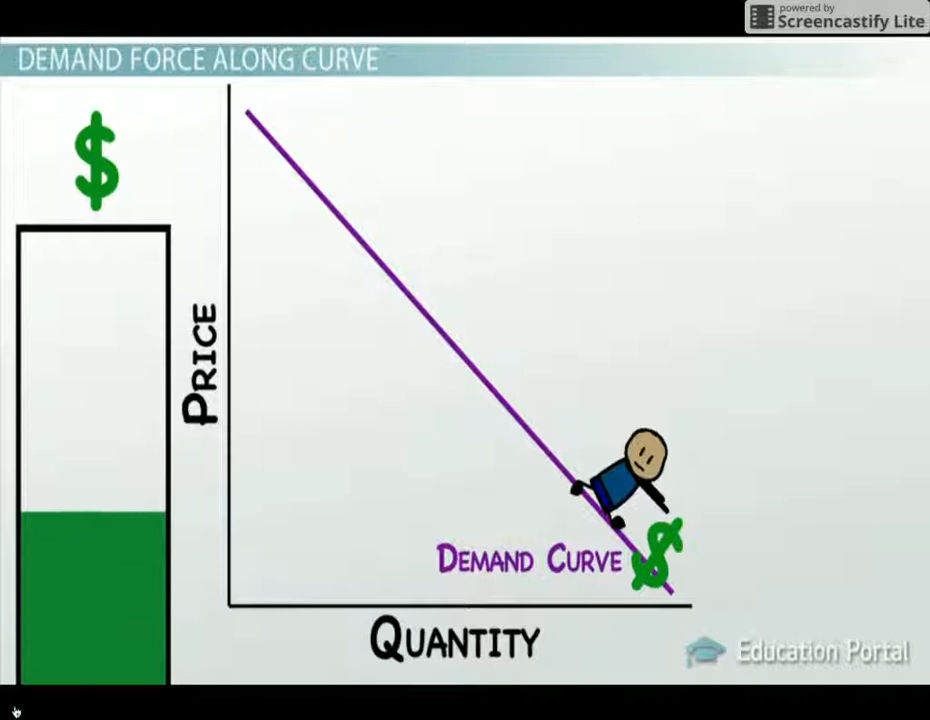 powered by
Screencastify Lite
DEMAND FORCE ALONG CURVE
$
PRICE
DEMAND CURVE
$
QUANTITY
Education Portal